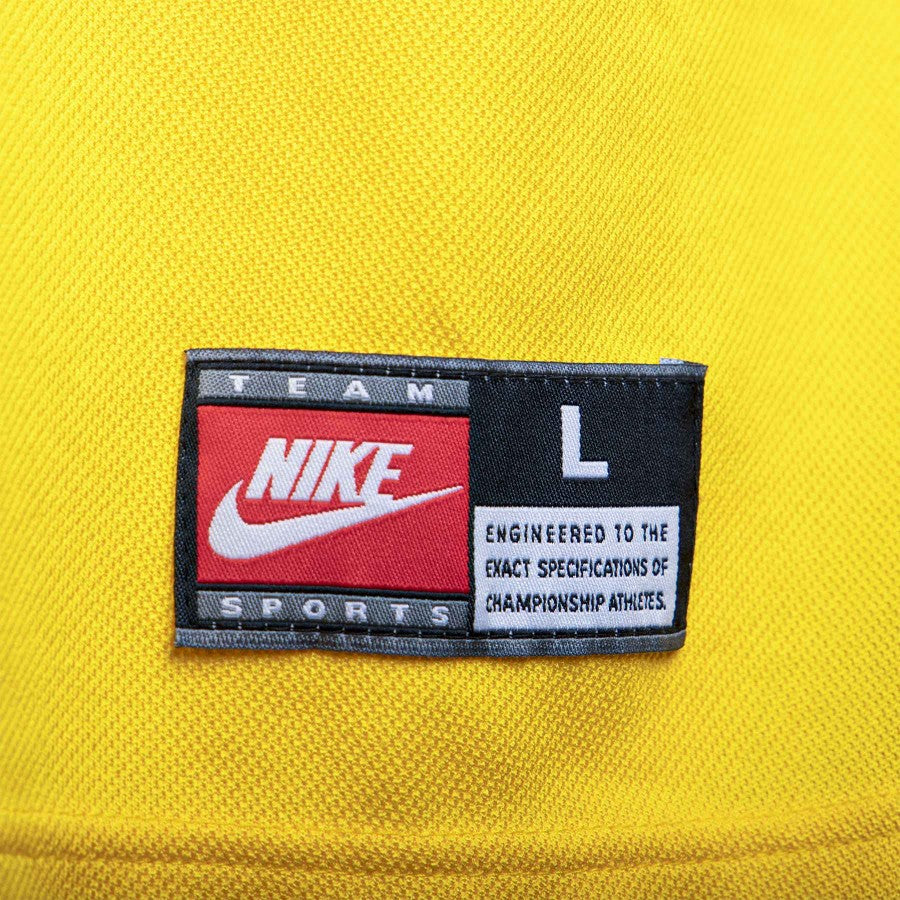 TEAM
NIKE
SPORTS
L
ENGINEERED TO THE
EXACT SPECIFICATIONS OF
CHAMPIONSHIP ATHLETES.